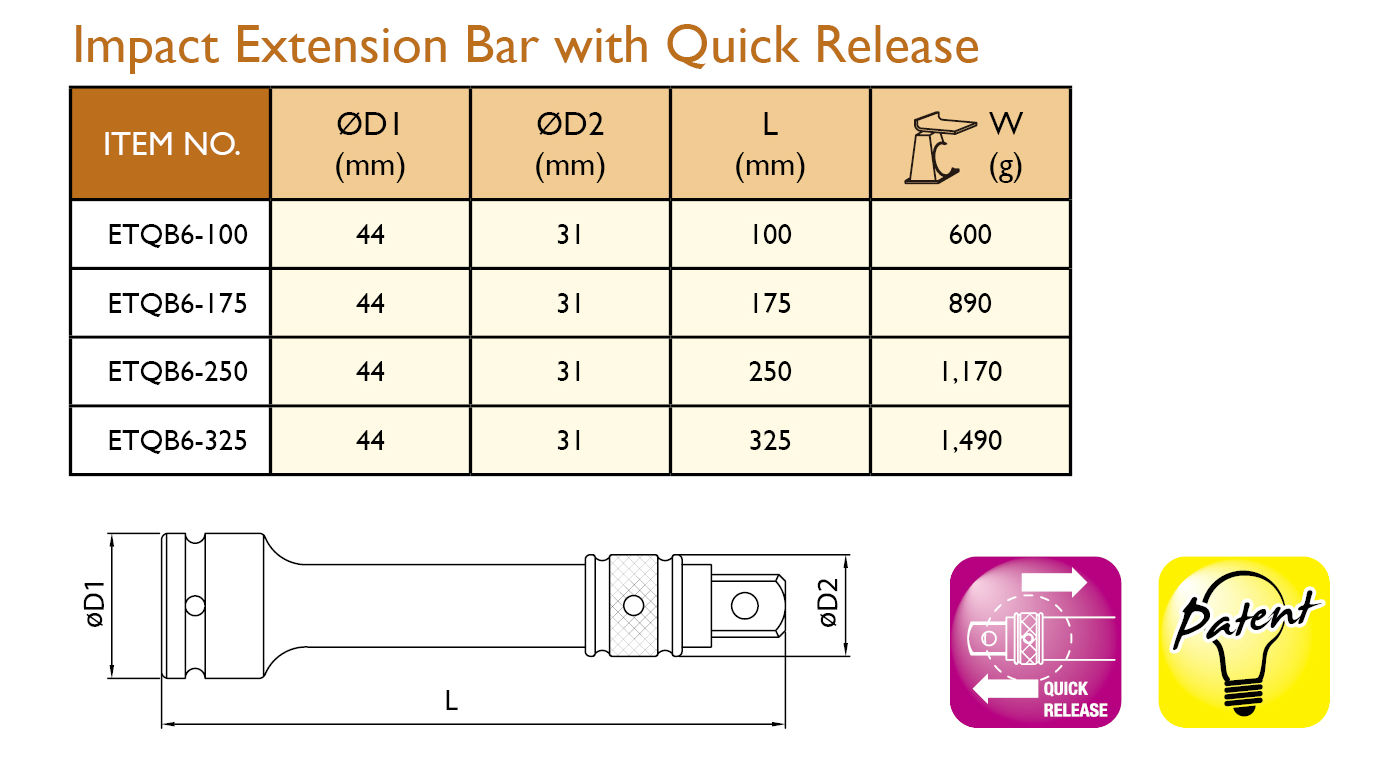 Impact Extension Bar with Quick Release
ITEM NO. ØD1 (mm) ØD2 (mm) L (mm) W (g)
ETQB6-100 44 31 100 600
ETQB6-175 44 31 175 890
ETQB6-250 44 31 250 1,170
ETQB6-325 44 31 325 1,490
øD1
øD2
L
QUICK
RELEASE
Patent